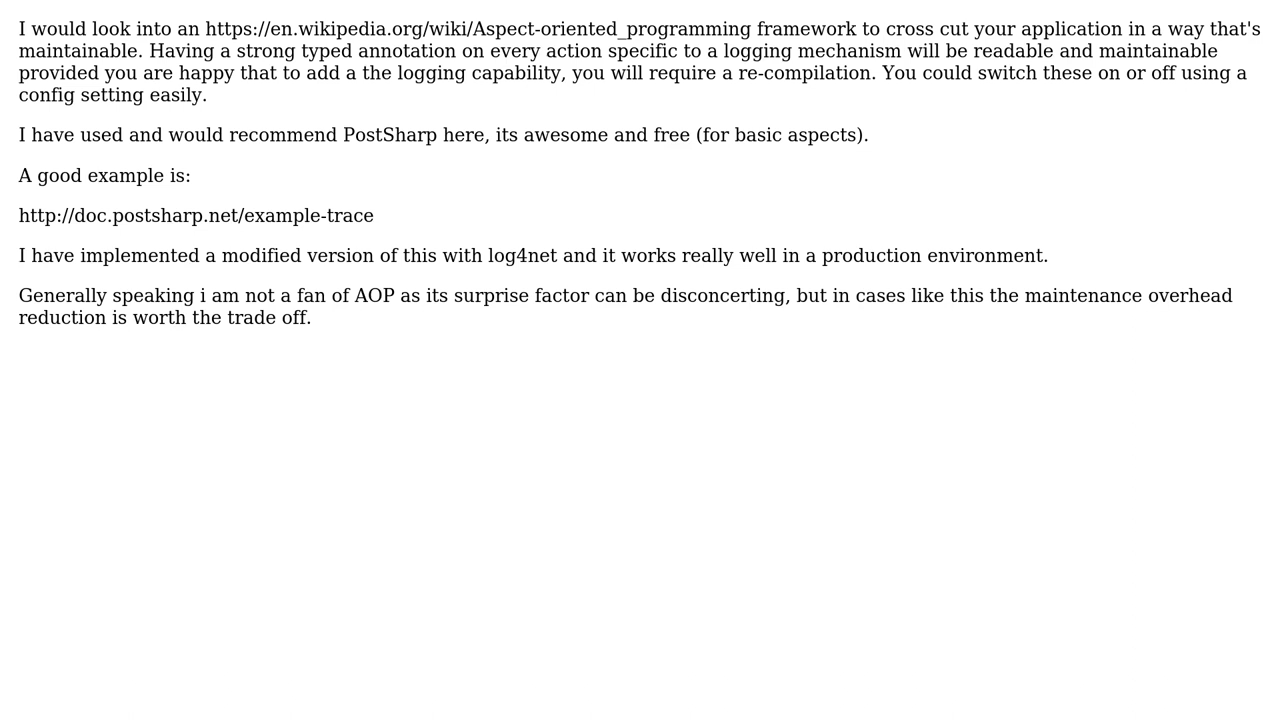 I would look into an https://en.wikipedia.org/wiki/Aspect-oriented_programming framework to cross cut your application in a way that's
maintainable. Having a strong typed annotation on every action specific to a logging mechanism will be readable and maintainable
provided you are happy that to add a the logging capability, you will require a re-compilation. You could switch these on or off using a
config setting easily.
I have used and would recommend PostSharp here, its awesome and free (for basic aspects).
A good example is:
http://doc.postsharp.net/example-trace
I have implemented a modified version of this with log4net and it works really well in a production environment.
Generally speaking i am not a fan of AOP as its surprise factor can be disconcerting, but in cases like this the maintenance overhead
reduction is worth the trade off.